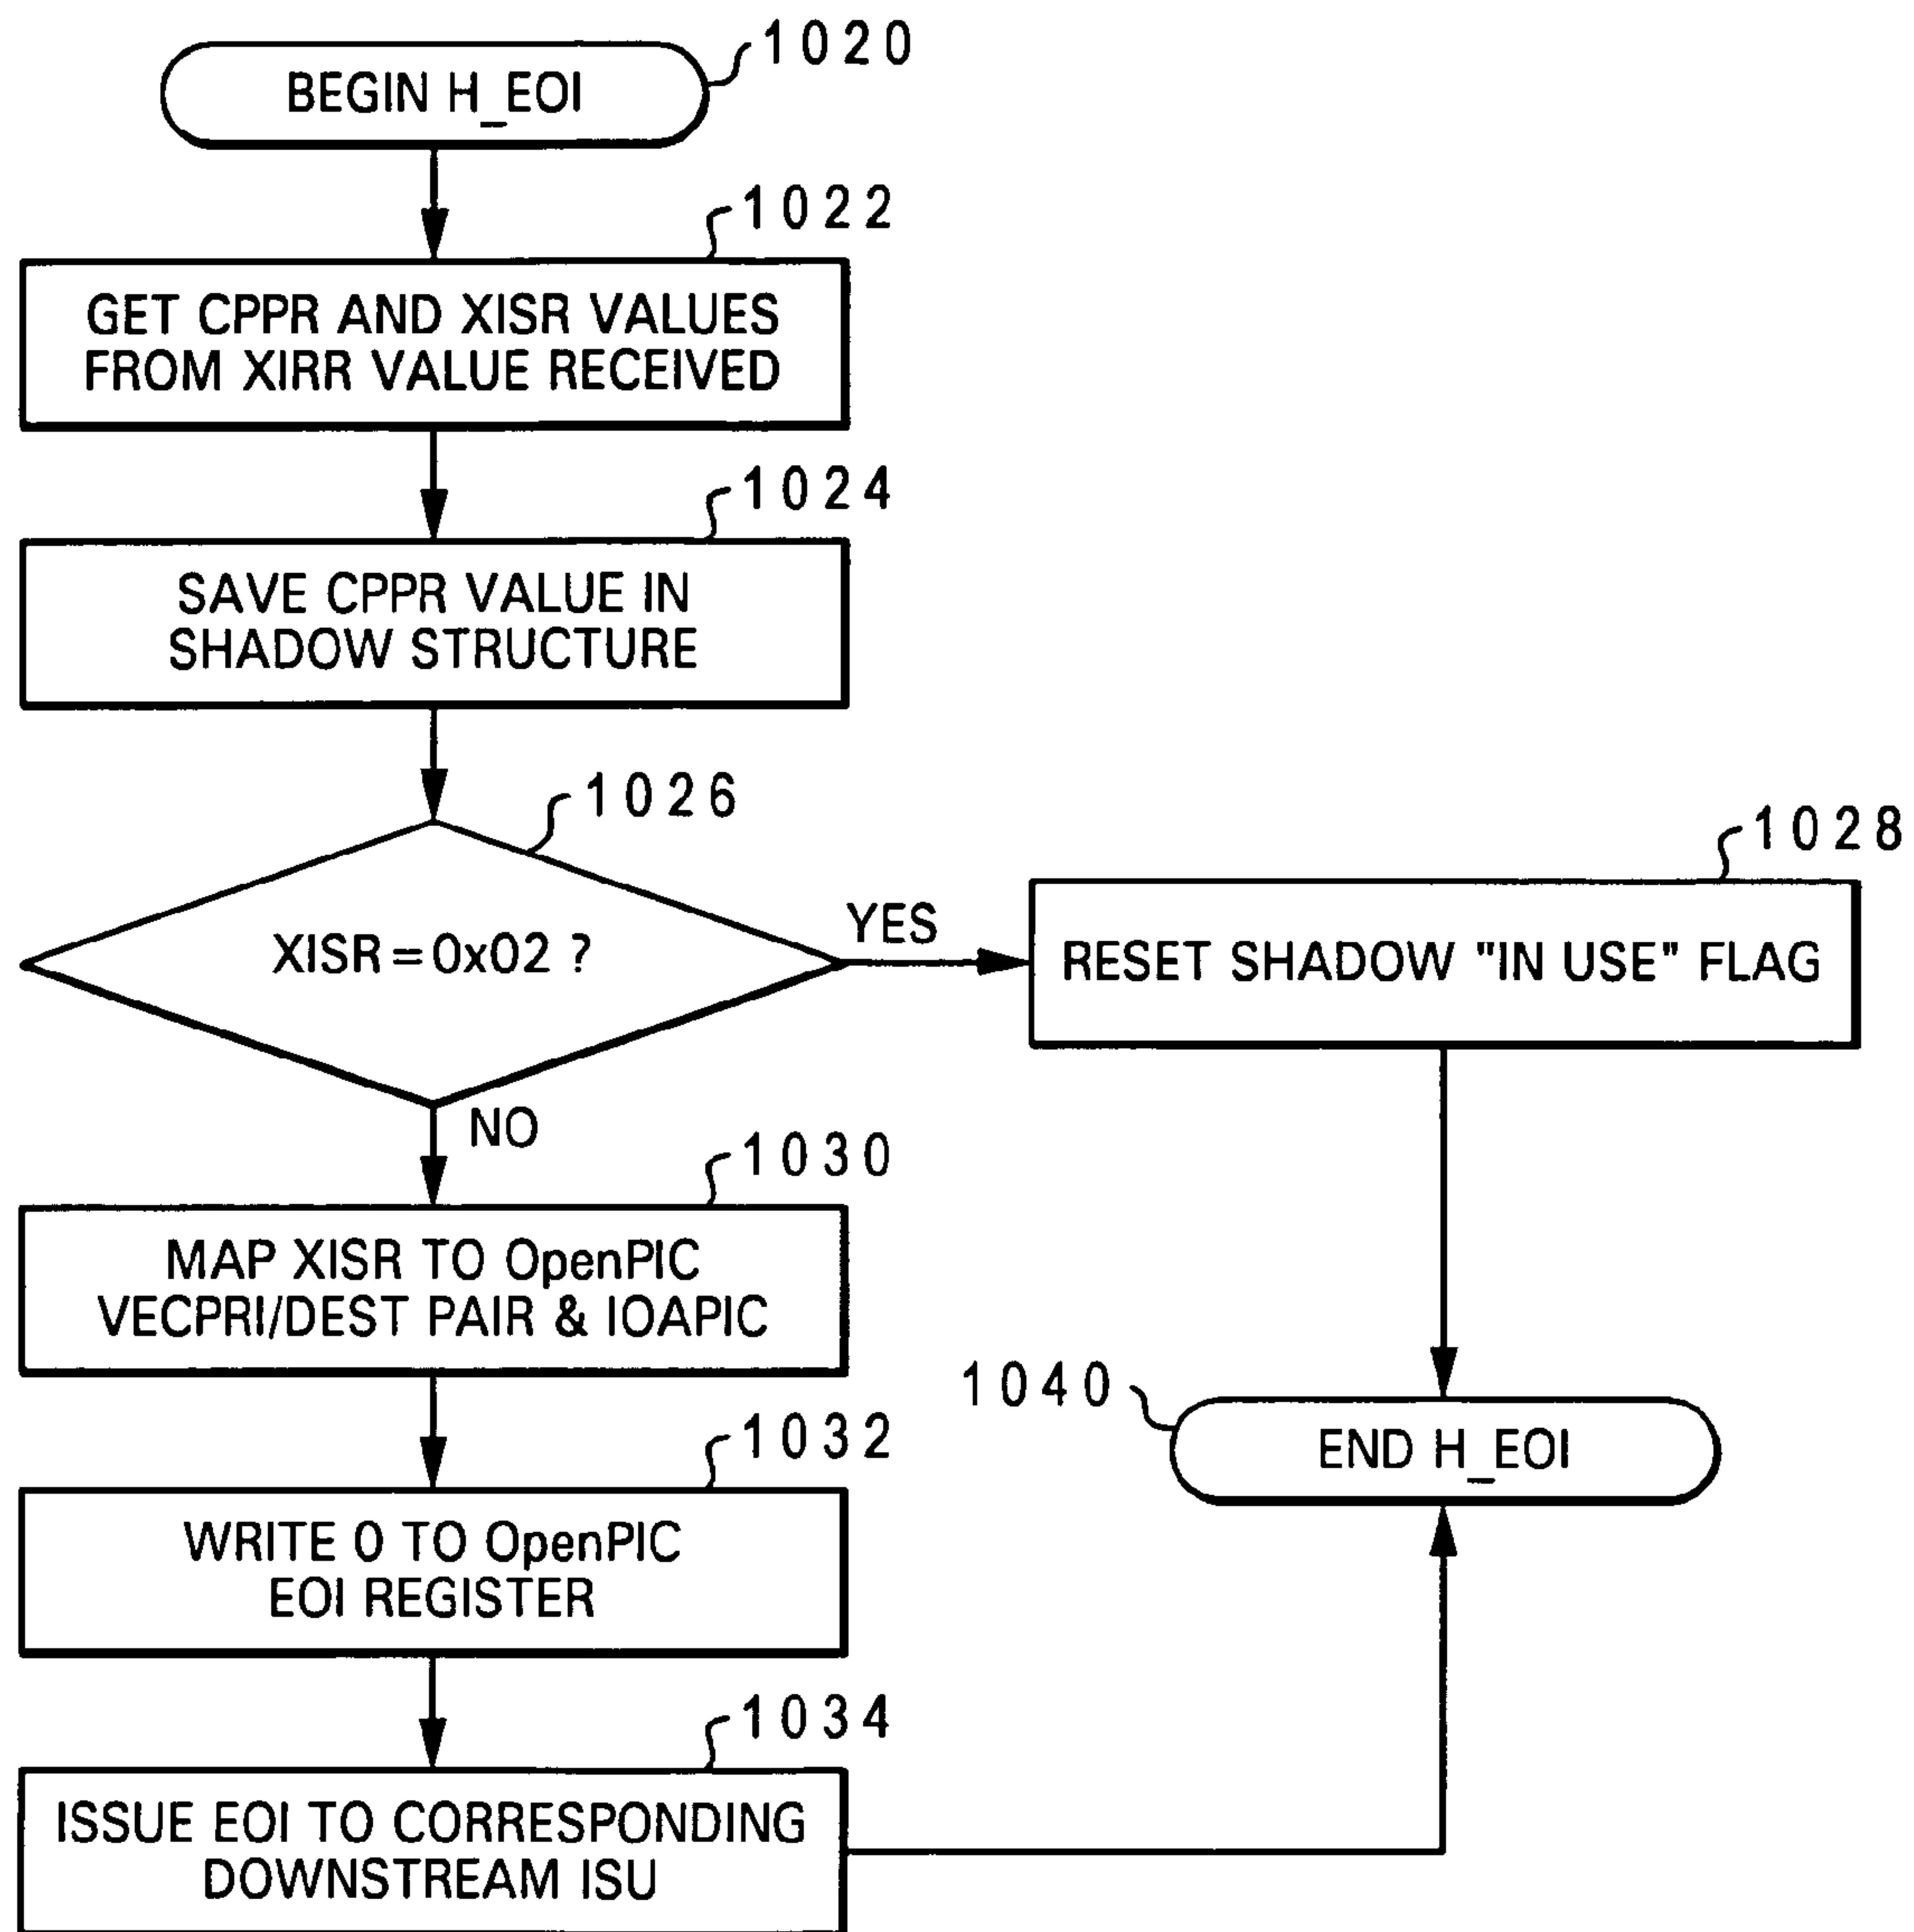 1020
BEGIN H_EOI
1022
GET CPPR AND XISR VALUES
FROM XIRR VALUE RECEIVED
1024
SAVE CPPR VALUE IN
SHADOW STRUCTURE
1026
XISR = 0x02 ?
YES
1028
RESET SHADOW "IN USE" FLAG
NO
1030
MAP XISR TO OpenPIC
VECPRI/DEST PAIR & IOAPIC
1032
WRITE 0 TO OpenPIC
EOI REGISTER
1034
ISSUE EOI TO CORRESPONDING
DOWNSTREAM ISU
1040
END H_EOI